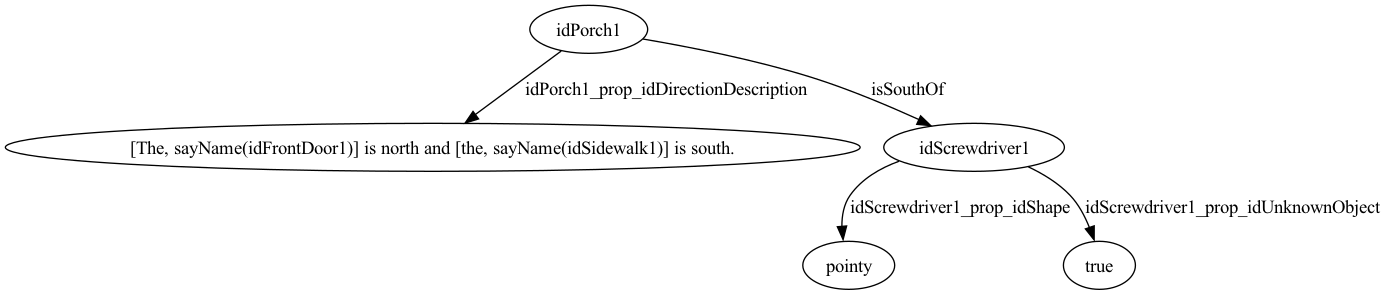 idPorch1
idPorch1_prop_idDirectionDescription
isSouthOf
[The, sayName(idFrontDoor1)] is north and [the, sayName(idSidewalk1)] is south.
idScrewdriver1
idScrewdriver1_prop_idShape
idScrewdriver1_prop_idUnknownObject
pointy
true